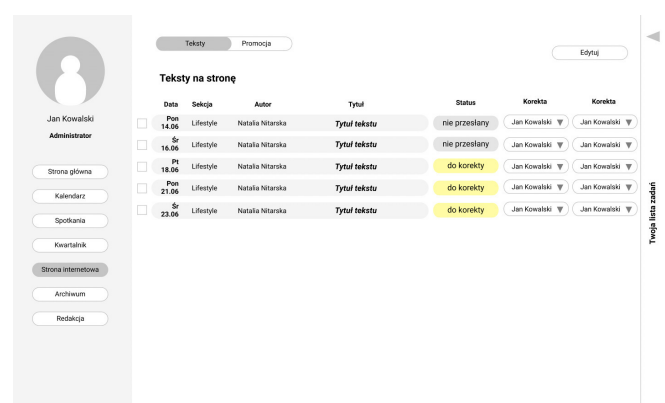 Teksty Promocja
Edytuj
Teksty na stronę
Data Sekcja Autor Tytuł Status Korekta Korekta
Jan Kowalski
Administrator
Strona główna
Kalendarz
Spotkania
Kwartalnik
Strona internetowa
Archiwum
Redakcja
Pon
14.06 Lifestyle Natalia Nitarska Tytuł tekstu nie przesłany Jan Kowalski Jan Kowalski
Śr
16.06 Lifestyle Natalia Nitarska Tytuł tekstu nie przesłany Jan Kowalski Jan Kowalski
Pt
18.06 Lifestyle Natalia Nitarska Tytuł tekstu do korekty Jan Kowalski Jan Kowalski
Pon
21.06 Lifestyle Natalia Nitarska Tytuł tekstu do korekty Jan Kowalski Jan Kowalski
Śr
23.06 Lifestyle Natalia Nitarska Tytuł tekstu do korekty Jan Kowalski Jan Kowalski
Twoja lista zadań